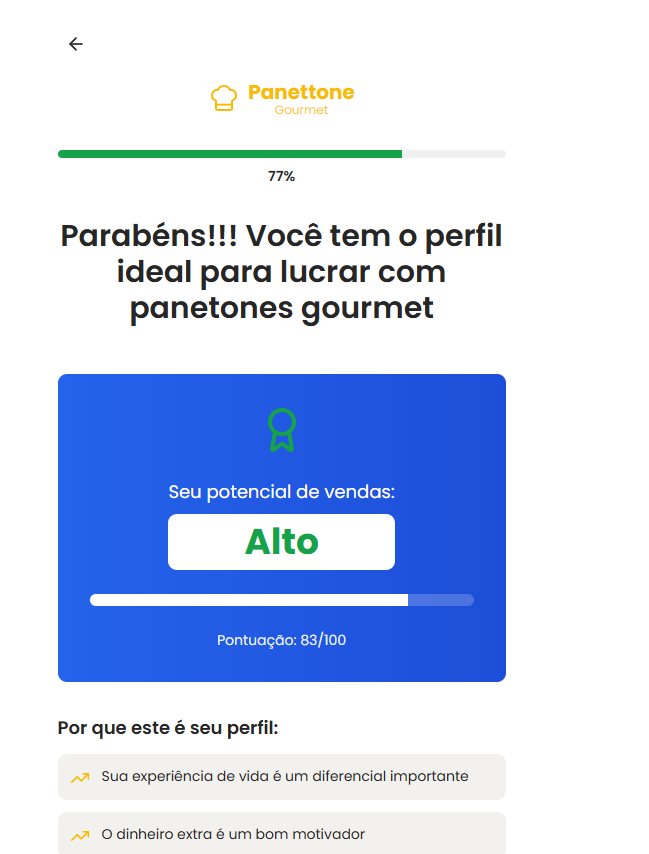 Panettone
Gourmet
77%
Parabéns!!! Você tem o perfil
ideal para lucrar com
panetones gourmet
Seu potencial de vendas:
Alto
Pontuação: 83/100
Por que este é seu perfil:
Sua experiência de vida é um diferencial importante
O dinheiro extra é um bom motivador